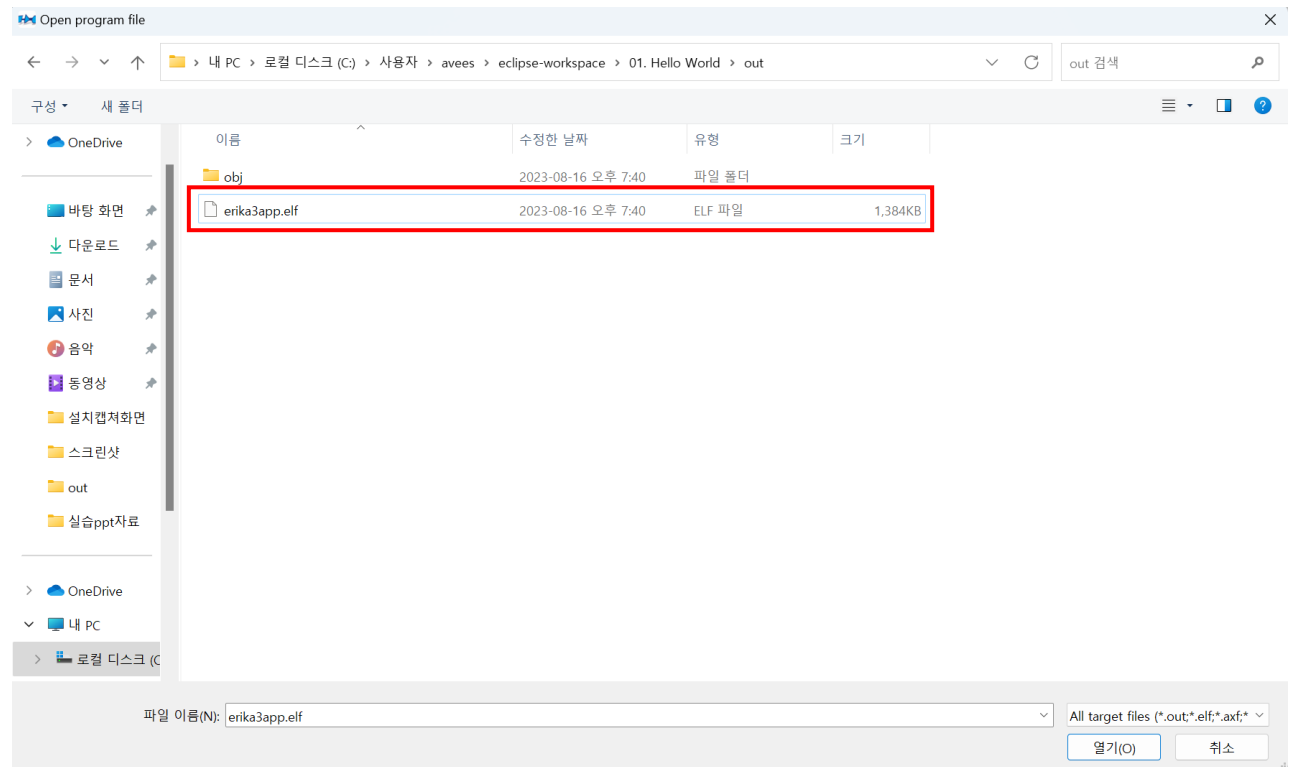 Open program file
내 PC › 로컬 디스크 (C:) › 사용자 › avees › eclipse-workspace › 01. Hello World › out
out 검색
구성 새 폴더
이름 수정한 날짜 유형 크기
OneDrive
바탕 화면
다운로드
문서
사진
음악
동영상
설치캡쳐화면
스크린샷
out
실습ppt자료
OneDrive
내 PC
로컬 디스크 (C
obj 2023-08-16 오후 7:40 파일 폴더
erika3app.elf 2023-08-16 오후 7:40 ELF 파일 1,384KB
파일 이름(N): erika3app.elf
All target files (*.out;*.elf;*.axf;*
열기(O) 취소